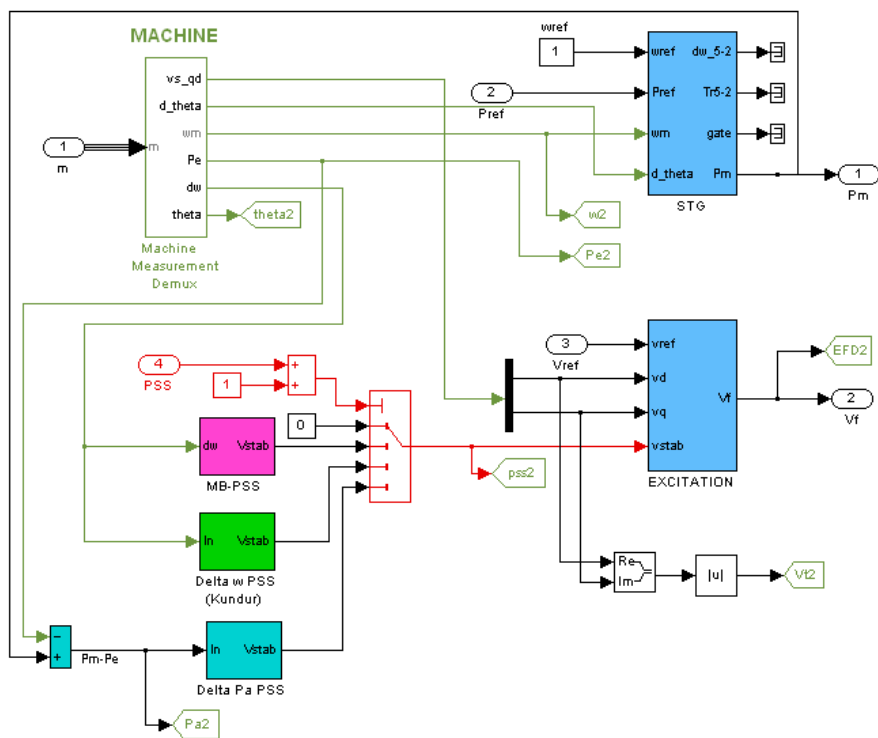 MACHINE
wref
1
vs_qd
d_theta
wm
Pe
dw
theta
m
1
m
Machine
Measurement
Demux
theta2
2
Pref
wref
Pref
wm
d_theta
dw_5-2
Tr5-2
gate
Pm
STG
1
Pm
w2
Pe2
4
PSS
1
+
+
0
dw
Vstab
MB-PSS
In
Vstab
Delta w PSS
(Kundur)
−
+
Pm-Pe
In
Vstab
Delta Pa PSS
Pa2
pss2
3
Vref
vref
vd
vq
vstab
Vf
EXCITATION
EFD2
2
Vf
Re
Im
|u|
Vt2